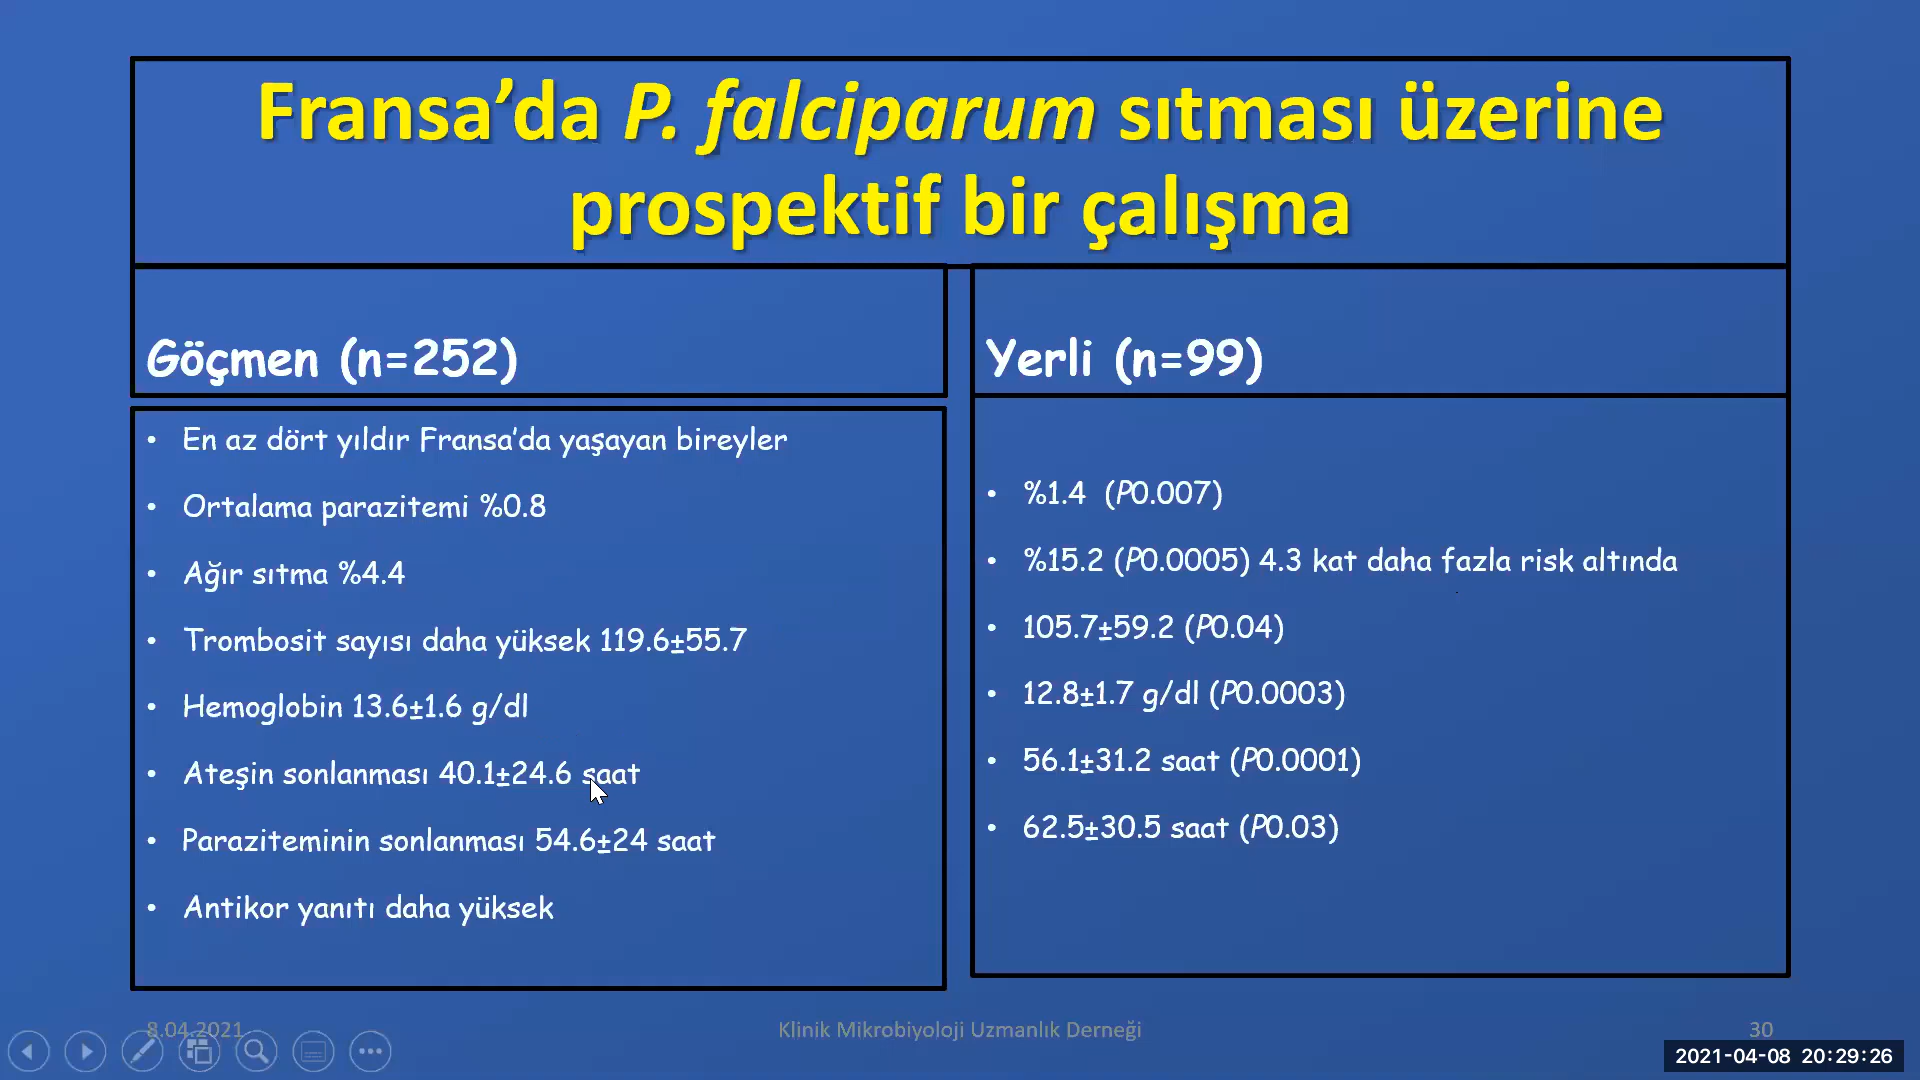 Fransa’da P. falciparum sıtması üzerine
prospektif bir çalışma
Göçmen (n=252)
• En az dört yıldır Fransa’da yaşayan bireyler
• Ortalama parazitemi %0.8
• Ağır sıtma %4.4
• Trombosit sayısı daha yüksek 119.6±55.7
• Hemoglobin 13.6±1.6 g/dl
• Ateşin sonlanması 40.1±24.6 saat
• Paraziteminin sonlanması 54.6±24 saat
• Antikor yanıtı daha yüksek
Yerli (n=99)
• %1.4 (P0.007)
• %15.2 (P0.0005) 4.3 kat daha fazla risk altında
• 105.7±59.2 (P0.04)
• 12.8±1.7 g/dl (P0.0003)
• 56.1±31.2 saat (P0.0001)
• 62.5±30.5 saat (P0.03)
8.04.2021
Klinik Mikrobiyoloji Uzmanlık Derneği
30
2021-04-08 20:29:26